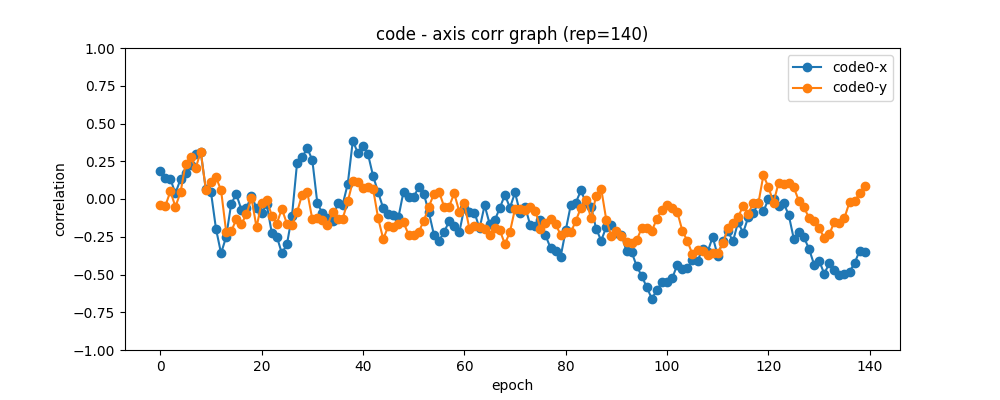 code - axis corr graph (rep=140)
1.00
0.75
0.50
0.25
0.00
−0.25
−0.50
−0.75
−1.00
correlation
code0-x
code0-y
0 20 40 60 80 100 120 140
epoch